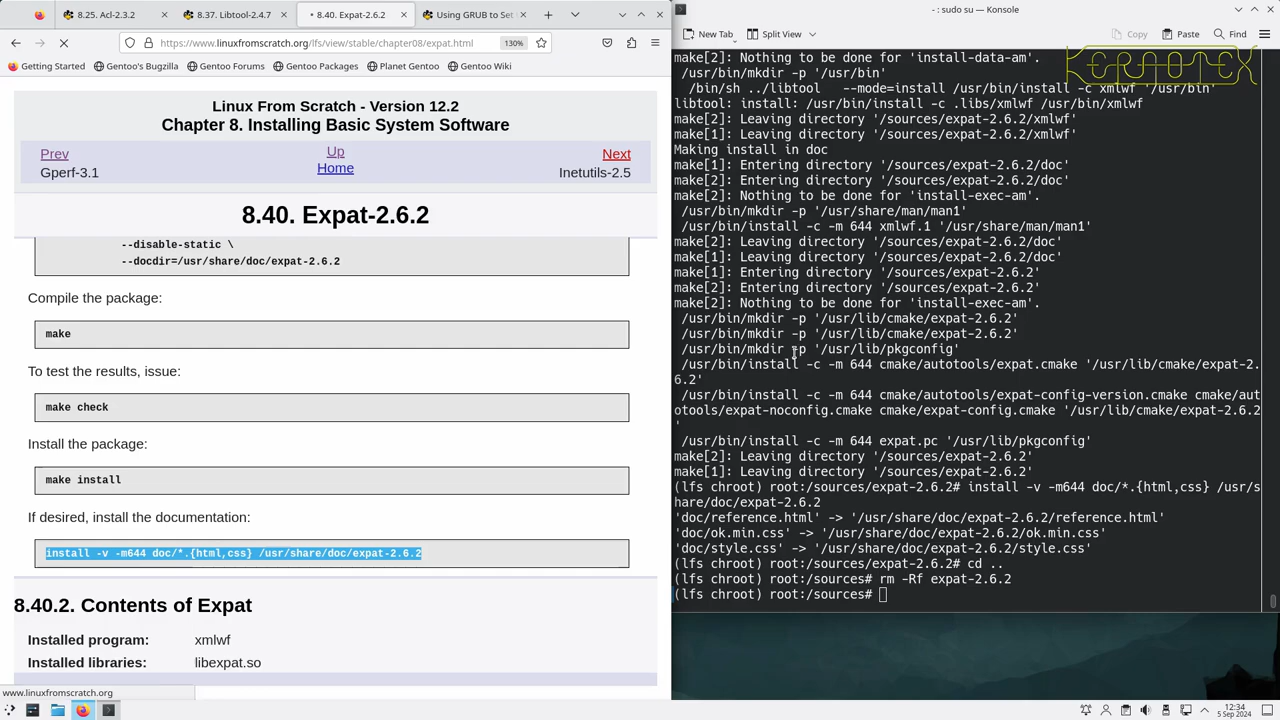 8.25. Acl-2.3.2
8.37. Libtool-2.4.7
8.40. Expat-2.6.2
Using GRUB to Set
https://www.linuxfromscratch.org/lfs/view/stable/chapter08/expat.html
130%
Getting Started
Gentoo's Bugzilla
Gentoo Forums
Gentoo Packages
Planet Gentoo
Gentoo Wiki
Linux From Scratch - Version 12.2
Chapter 8. Installing Basic System Software
Prev
Up
Next
Gperf-3.1
Home
Inetutils-2.5
8.40. Expat-2.6.2
--disable-static \
--docdir=/usr/share/doc/expat-2.6.2
Compile the package:
make
To test the results, issue:
make check
Install the package:
make install
If desired, install the documentation:
install -v -m644 doc/*.{html,css} /usr/share/doc/expat-2.6.2
8.40.2. Contents of Expat
Installed program: xmlwf
Installed libraries: libexpat.so
www.linuxfromscratch.org
- : sudo su — Konsole
New Tab
Split View
Copy
Paste
Find
make[2]: Nothing to be done for 'install-data-am'.
/usr/bin/mkdir -p '/usr/bin'
/bin/sh ../libtool   --mode=install /usr/bin/install -c xmlwf '/usr/bin'
libtool: install: /usr/bin/install -c .libs/xmlwf /usr/bin/xmlwf
make[2]: Leaving directory '/sources/expat-2.6.2/xmlwf'
make[1]: Leaving directory '/sources/expat-2.6.2/xmlwf'
Making install in doc
make[1]: Entering directory '/sources/expat-2.6.2/doc'
make[2]: Entering directory '/sources/expat-2.6.2/doc'
make[2]: Nothing to be done for 'install-exec-am'.
/usr/bin/mkdir -p '/usr/share/man/man1'
/usr/bin/install -c -m 644 xmlwf.1 '/usr/share/man/man1'
make[2]: Leaving directory '/sources/expat-2.6.2/doc'
make[1]: Leaving directory '/sources/expat-2.6.2/doc'
make[1]: Entering directory '/sources/expat-2.6.2'
make[2]: Entering directory '/sources/expat-2.6.2'
make[2]: Nothing to be done for 'install-exec-am'.
/usr/bin/mkdir -p '/usr/lib/cmake/expat-2.6.2'
/usr/bin/mkdir -p '/usr/lib/cmake/expat-2.6.2'
/usr/bin/mkdir -p '/usr/lib/pkgconfig'
/usr/bin/install -c -m 644 cmake/autotools/expat.cmake '/usr/lib/cmake/expat-2.
6.2'
/usr/bin/install -c -m 644 cmake/autotools/expat-config-version.cmake cmake/aut
otools/expat-noconfig.cmake cmake/expat-config.cmake '/usr/lib/cmake/expat-2.6.2
'
/usr/bin/install -c -m 644 expat.pc '/usr/lib/pkgconfig'
make[2]: Leaving directory '/sources/expat-2.6.2'
make[1]: Leaving directory '/sources/expat-2.6.2'
(lfs chroot) root:/sources/expat-2.6.2# install -v -m644 doc/*.{html,css} /usr/s
hare/doc/expat-2.6.2
'doc/reference.html' -> '/usr/share/doc/expat-2.6.2/reference.html'
'doc/ok.min.css' -> '/usr/share/doc/expat-2.6.2/ok.min.css'
'doc/style.css' -> '/usr/share/doc/expat-2.6.2/style.css'
(lfs chroot) root:/sources/expat-2.6.2# cd ..
(lfs chroot) root:/sources# rm -Rf expat-2.6.2
(lfs chroot) root:/sources#
12:34
5 Sep 2024